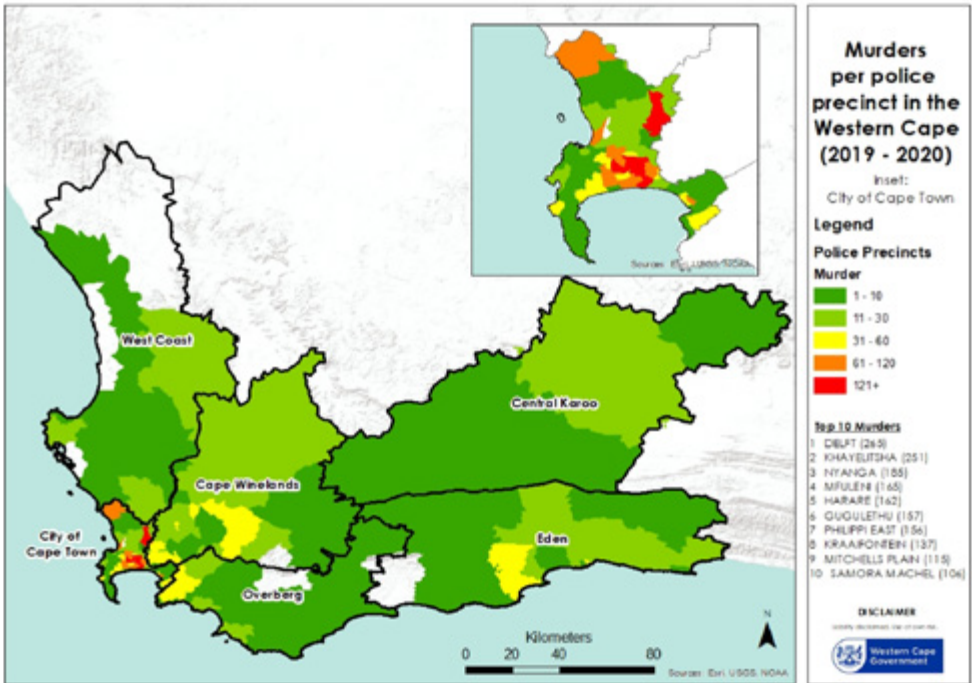 Murders
per police
precinct in the
Western Cape
(2019 - 2020)
Inset:
City of Cape Town
Legend
Police Precincts
Murder
1 - 10
11 - 30
31 - 60
61 - 120
121+
Top 10 Murders
1 DELFT (265)
2 KHAYELITSHA (251)
3 NYANGA (185)
4 MFULENI (165)
5 HARARE (162)
6 GUGULETHU (157)
7 PHILIPPI EAST (156)
8 KRAAIFONTEIN (137)
9 MITCHELLS PLAIN (115)
10 SAMORA MACHEL (106)
DISCLAIMER
Western Cape
Government
West Coast
Central Karoo
Cape Winelands
City of
Cape Town
Eden
Overberg
Sources: Esri,
N
Kilometers
0 20 40 80
Sources: Esri, USGS, NOAA